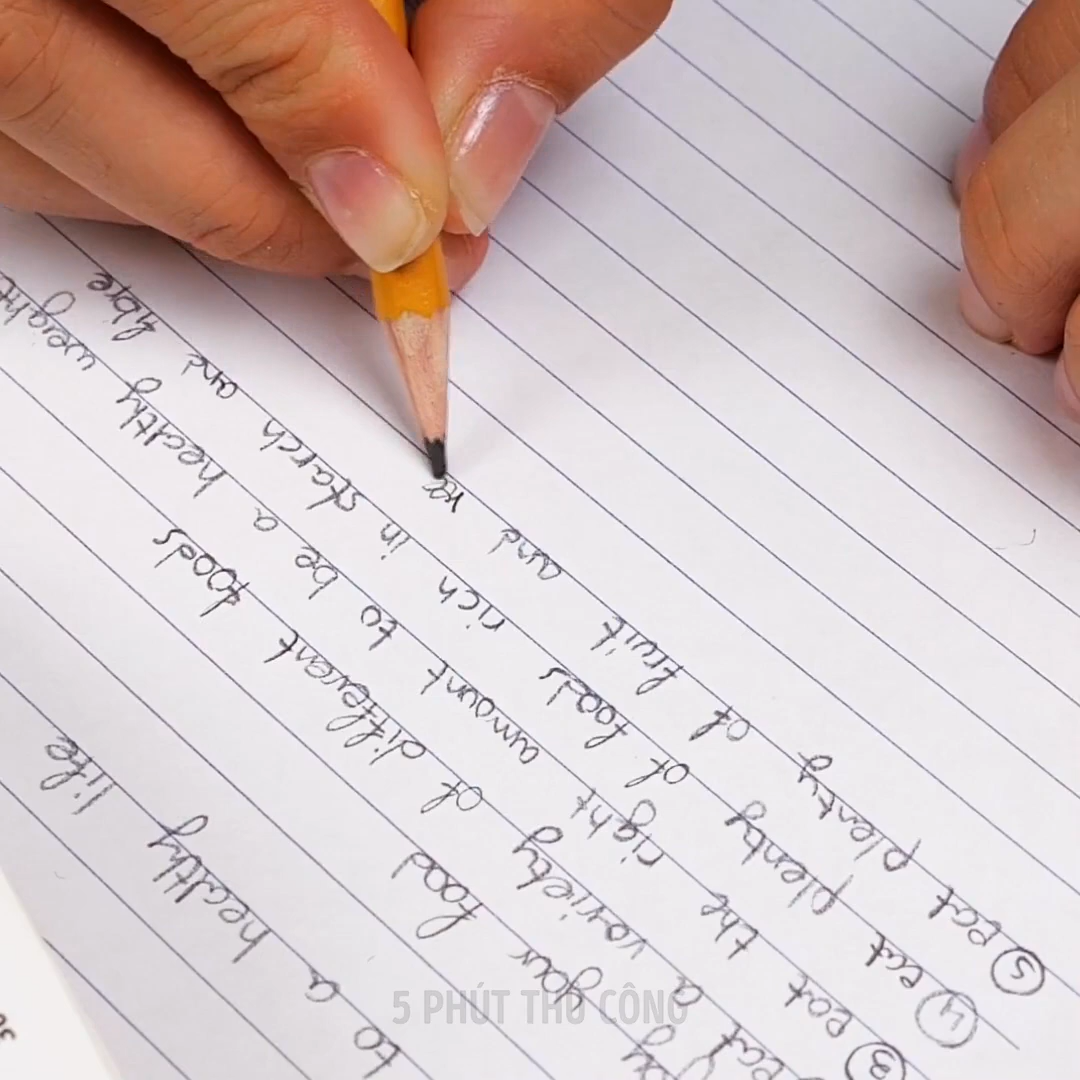 to a healthy life
your food
eat a variety of different foods
③ eat the right amount to be a healthy weight
④ eat plenty of foods rich in starch and fibre
⑤ eat plenty of fruit and ve
5 PHÚT THỦ CÔNG